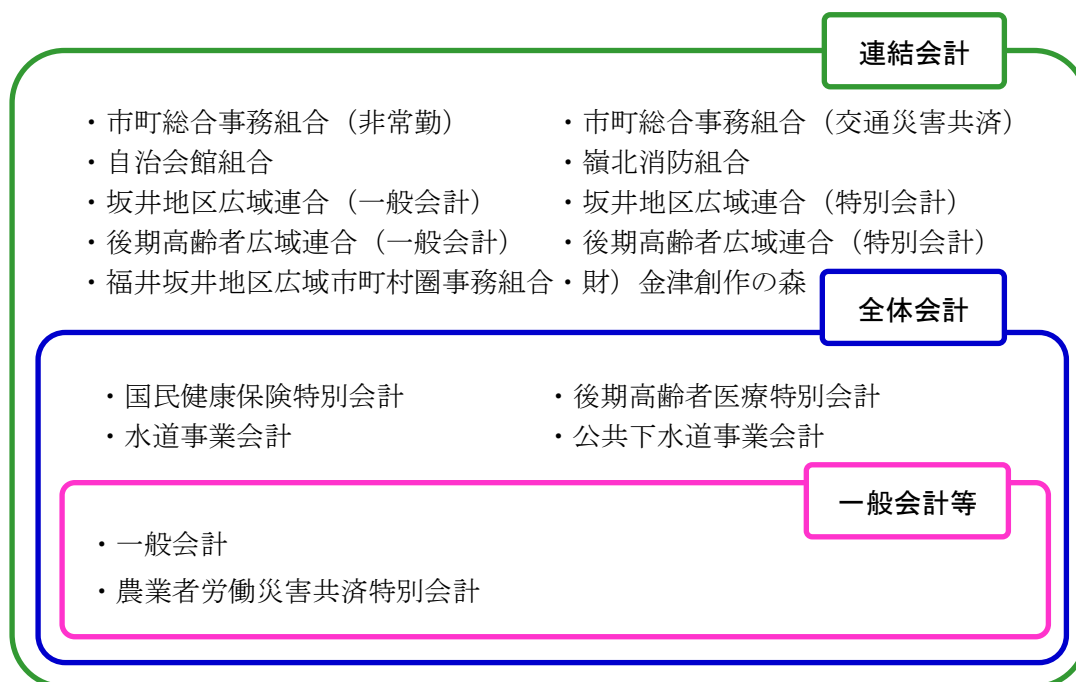 連結会計
・市町総合事務組合（非常勤） ・市町総合事務組合（交通災害共済）
・自治会館組合 ・嶺北消防組合
・坂井地区広域連合（一般会計） ・坂井地区広域連合（特別会計）
・後期高齢者広域連合（一般会計） ・後期高齢者広域連合（特別会計）
・福井坂井地区広域市町村圏事務組合・財）金津創作の森
全体会計
・国民健康保険特別会計 ・後期高齢者医療特別会計
・水道事業会計 ・公共下水道事業会計
一般会計等
・一般会計
・農業者労働災害共済特別会計